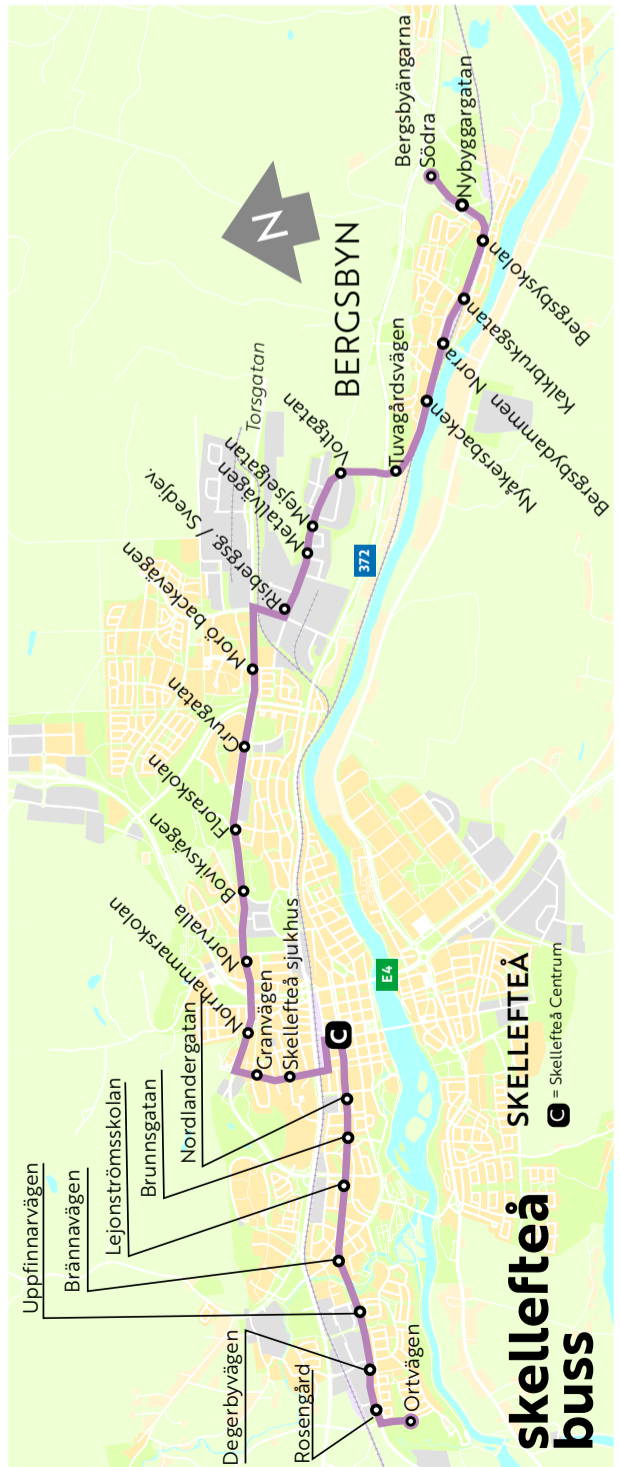 Uppfinnarvägen
Brännavägen
Lejonströmsskolan
Brunnsgatan
Nordlandergatan
Degerbyvägen
Rosengård
Ortvägen
C
Skellefteå sjukhus
Granvägen
Norrhammarskolan
Norrvalla
Boviksvägen
Floraskolan
Gruvgatan
Morö backevägen
Risbergsg. / Svedjev.
Metallvägen
Mejselgatan
Voltgatan
Torsgatan
Tuvagårdsvägen
Nyåkersbacken
Bergsbydammen Norra
Kalkbruksgatan
Bergsbyskolan
Nybyggargatan
Bergsbyängarna
Södra
BERGSBYN
N
372
E4
SKELLEFTEÅ
C = Skellefteå Centrum
skellefteå
buss